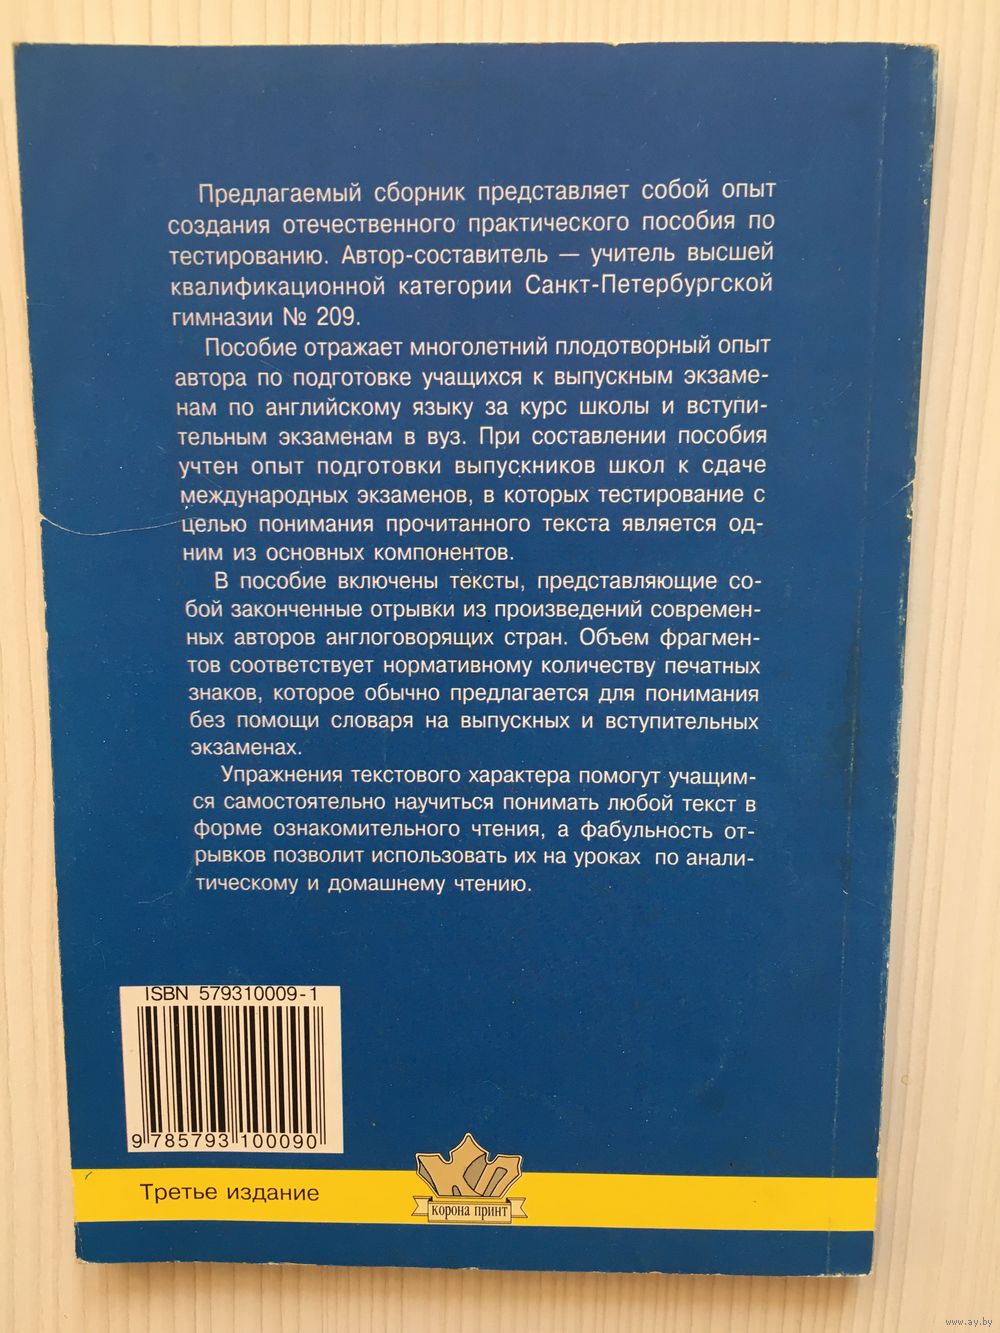 Предлагаемый сборник представляет собой опыт
создания отечественного практического пособия по
тестированию. Автор-составитель — учитель высшей
квалификационной категории Санкт-Петербургской
гимназии № 209.
Пособие отражает многолетний плодотворный опыт
автора по подготовке учащихся к выпускным экзаме-
нам по английскому языку за курс школы и вступи-
тельным экзаменам в вуз. При составлении пособия
учтен опыт подготовки выпускников школ к сдаче
международных экзаменов, в которых тестирование с
целью понимания прочитанного текста является од-
ним из основных компонентов.
В пособие включены тексты, представляющие со-
бой законченные отрывки из произведений современ-
ных авторов англоговорящих стран. Объем фрагмен-
тов соответствует нормативному количеству печатных
знаков, которое обычно предлагается для понимания
без помощи словаря на выпускных и вступительных
экзаменах.
Упражнения текстового характера помогут учащим-
ся самостоятельно научиться понимать любой текст в
форме ознакомительного чтения, а фабульность от-
рывков позволит использовать их на уроках по анали-
тическому и домашнему чтению.
ISBN 579310009-1
9 785793 100090
Третье издание
КП
корона принт
www.ay.by